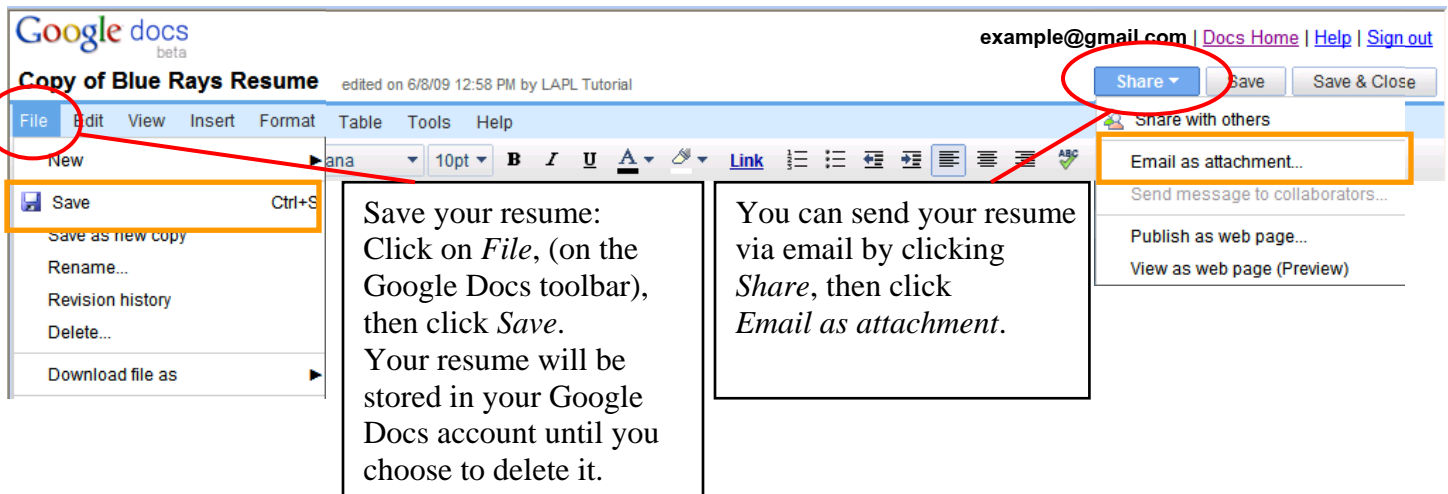 Google docs
beta
example@gmail.com | Docs Home | Help | Sign out
Copy of Blue Rays Resume edited on 6/8/09 12:58 PM by LAPL Tutorial
Share Save Save & Close
File Edit View Insert Format Table Tools Help
New
ana 10pt B I U A Link
ABC
Save Ctrl+S
Save as new copy
Rename...
Revision history
Delete...
Download file as
Save your resume:
Click on File, (on the
Google Docs toolbar),
then click Save.
Your resume will be
stored in your Google
Docs account until you
choose to delete it.
You can send your resume
via email by clicking
Share, then click
Email as attachment.
Share with others
Email as attachment...
Send message to collaborators...
Publish as web page...
View as web page (Preview)